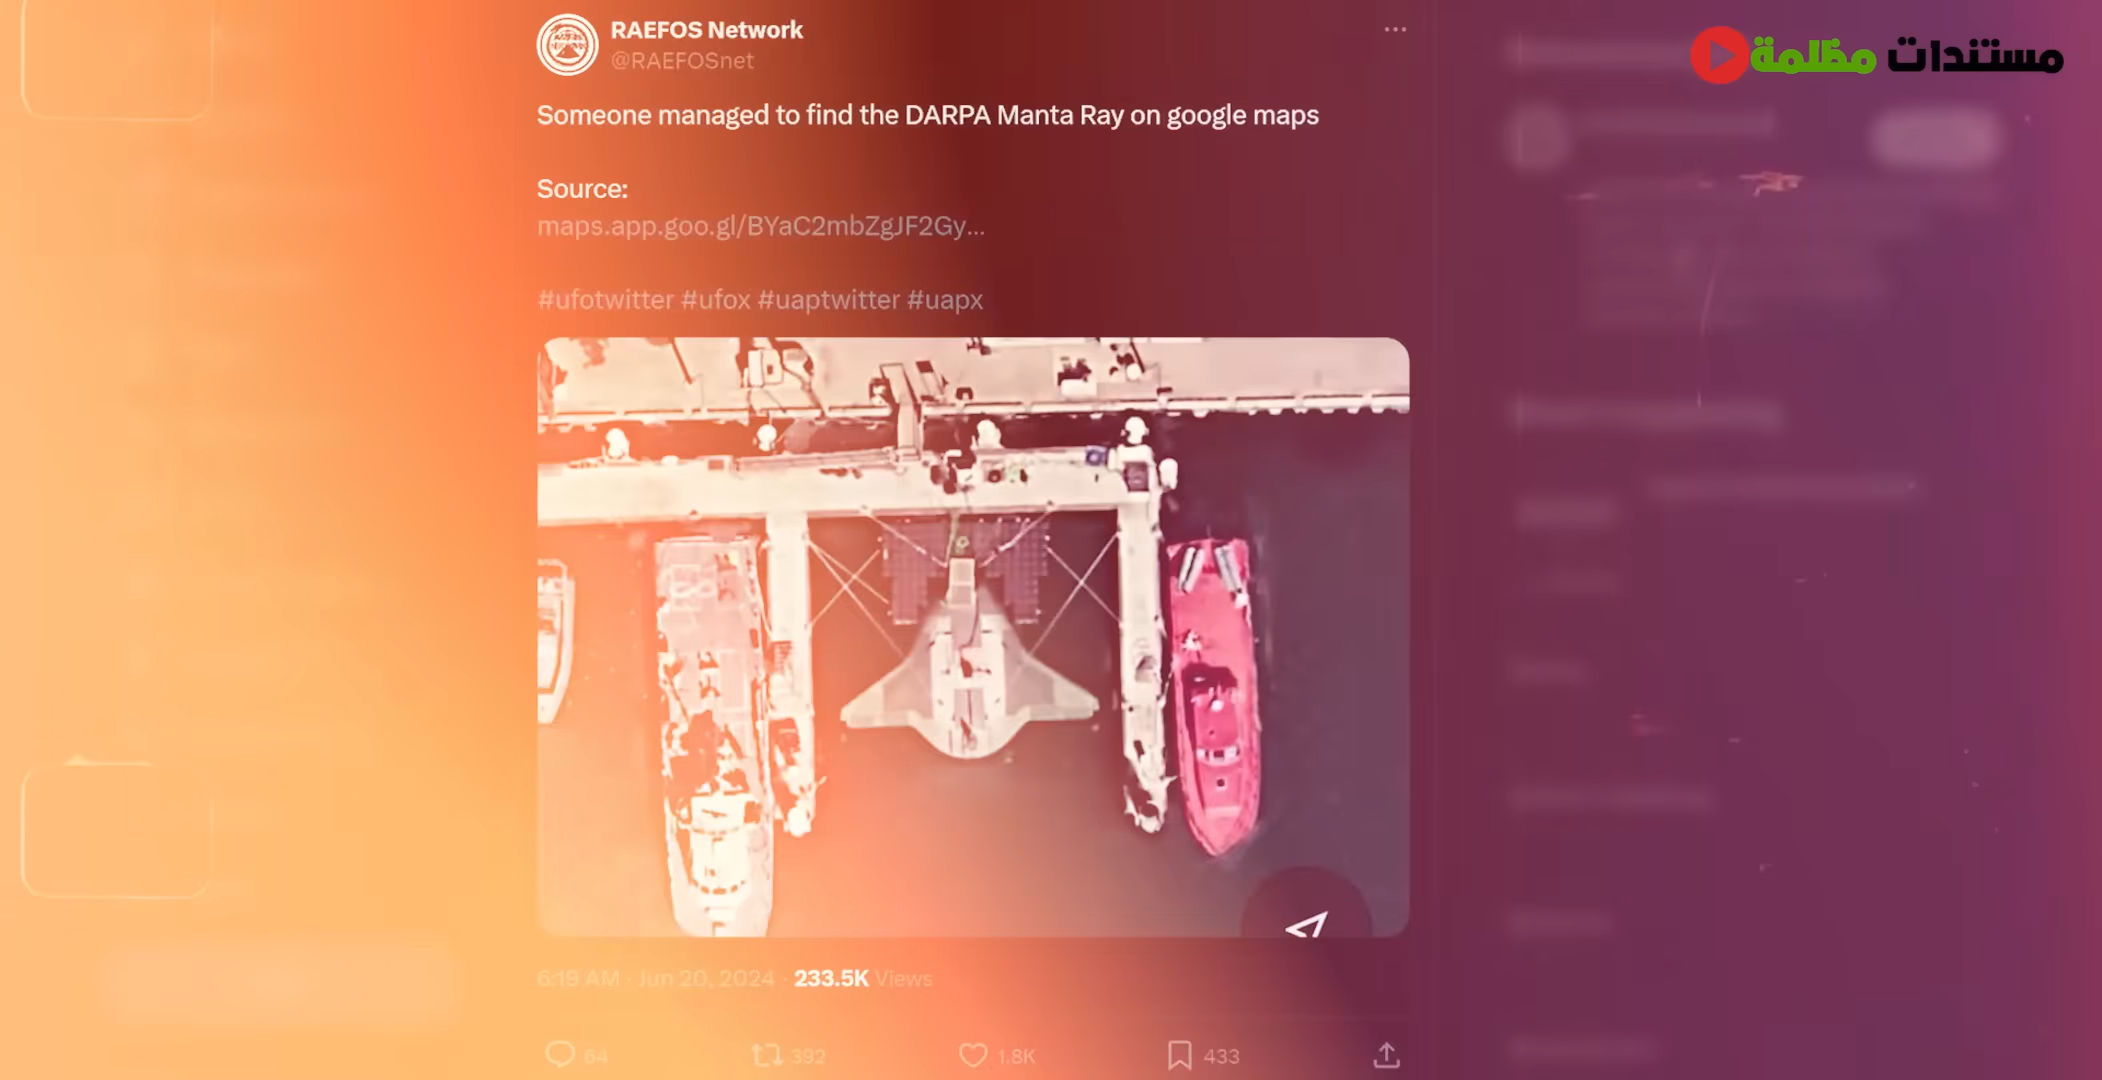 RAEFOS Network
@RAEFOSnet
مستندات مظلمة
Someone managed to find the DARPA Manta Ray on google maps
Source:
maps.app.goo.gl/BYaC2mbZgJF2Gy...
#ufotwitter #ufox #uaptwitter #uapx
6:19 AM · Jun 20, 2024 · 233.5K Views
64 392 1.8K 433